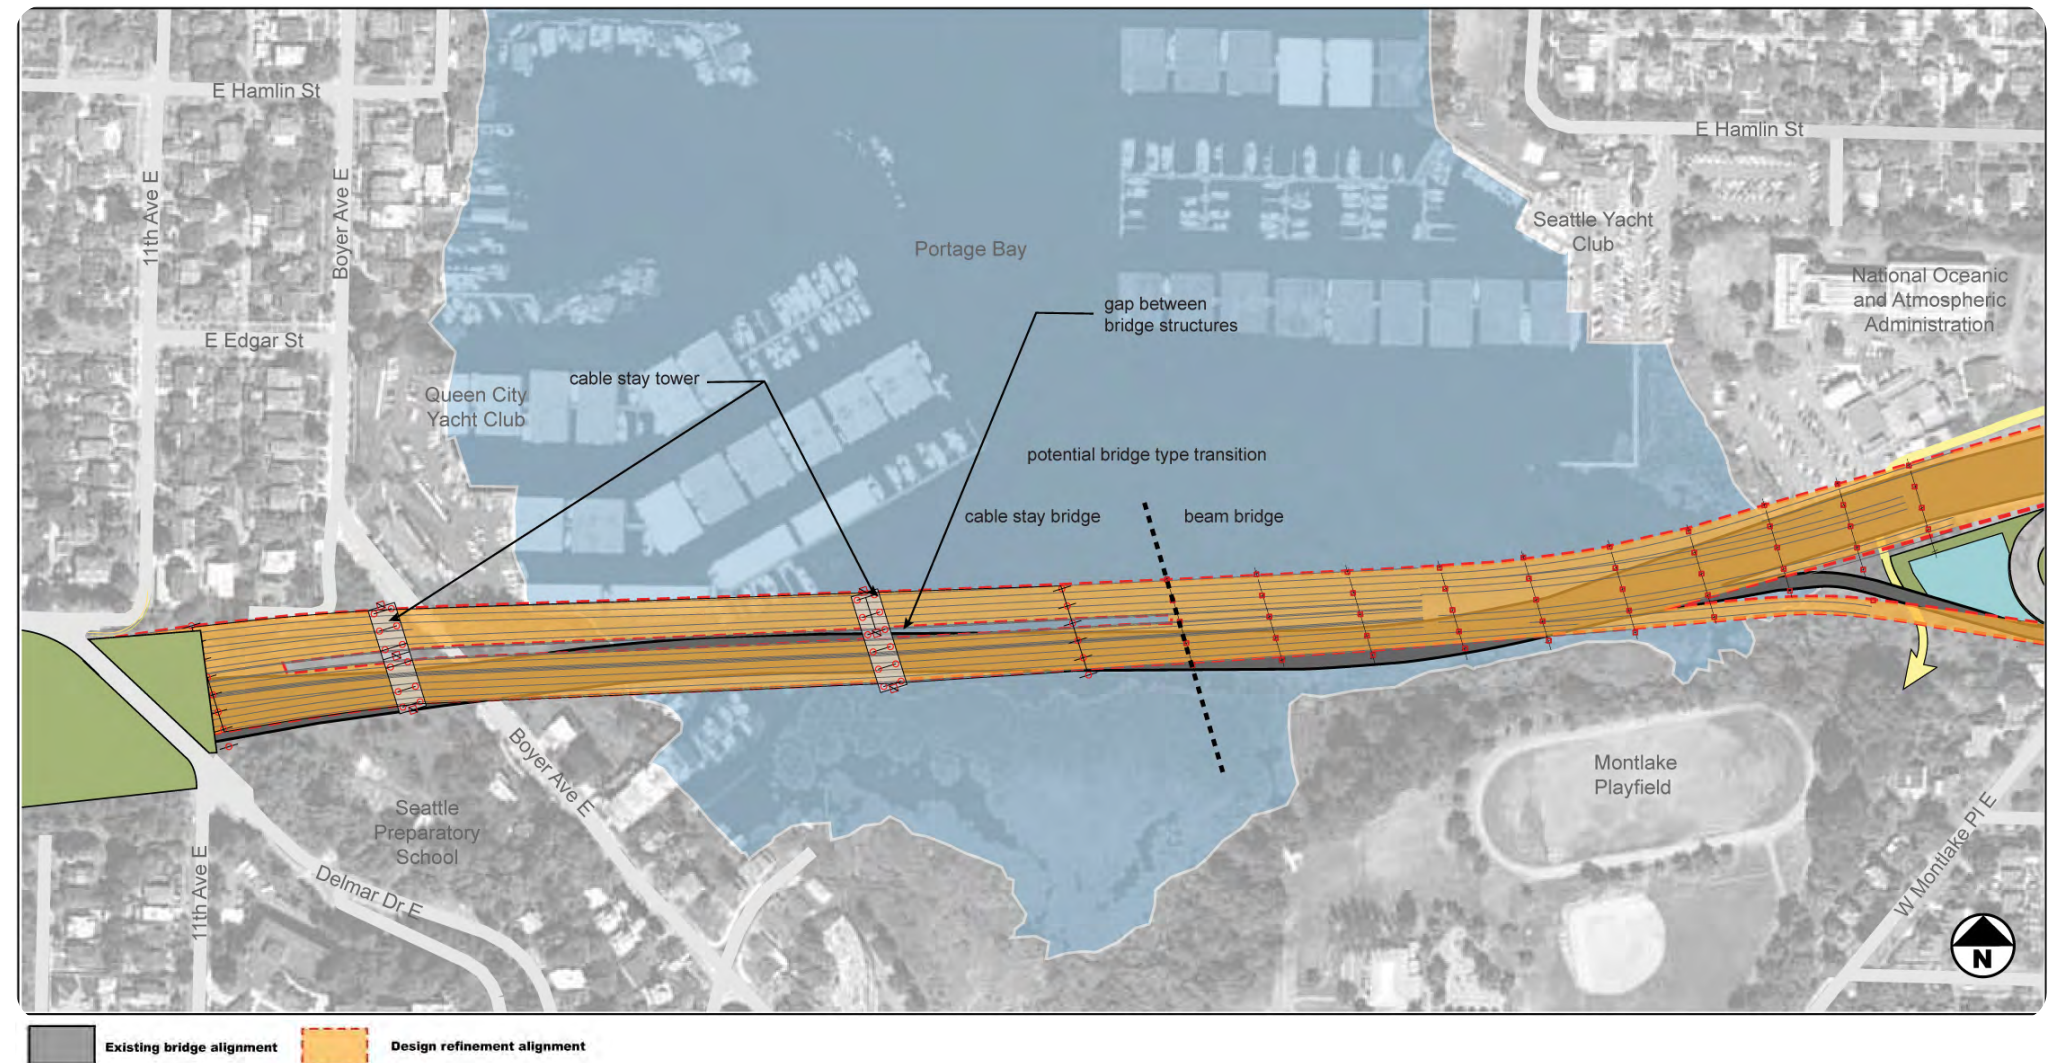 E Hamlin St
E Hamlin St
11th Ave E
Boyer Ave E
Seattle Yacht
Club
Portage Bay
National Oceanic
and Atmospheric
Administration
gap between
bridge structures
E Edgar St
cable stay tower
Queen City
Yacht Club
potential bridge type transition
cable stay bridge
beam bridge
Boyer Ave E
Montlake
Playfield
Seattle
Preparatory
School
W Montlake Pl E
11th Ave E
Delmar Dr E
N
Existing bridge alignment
Design refinement alignment